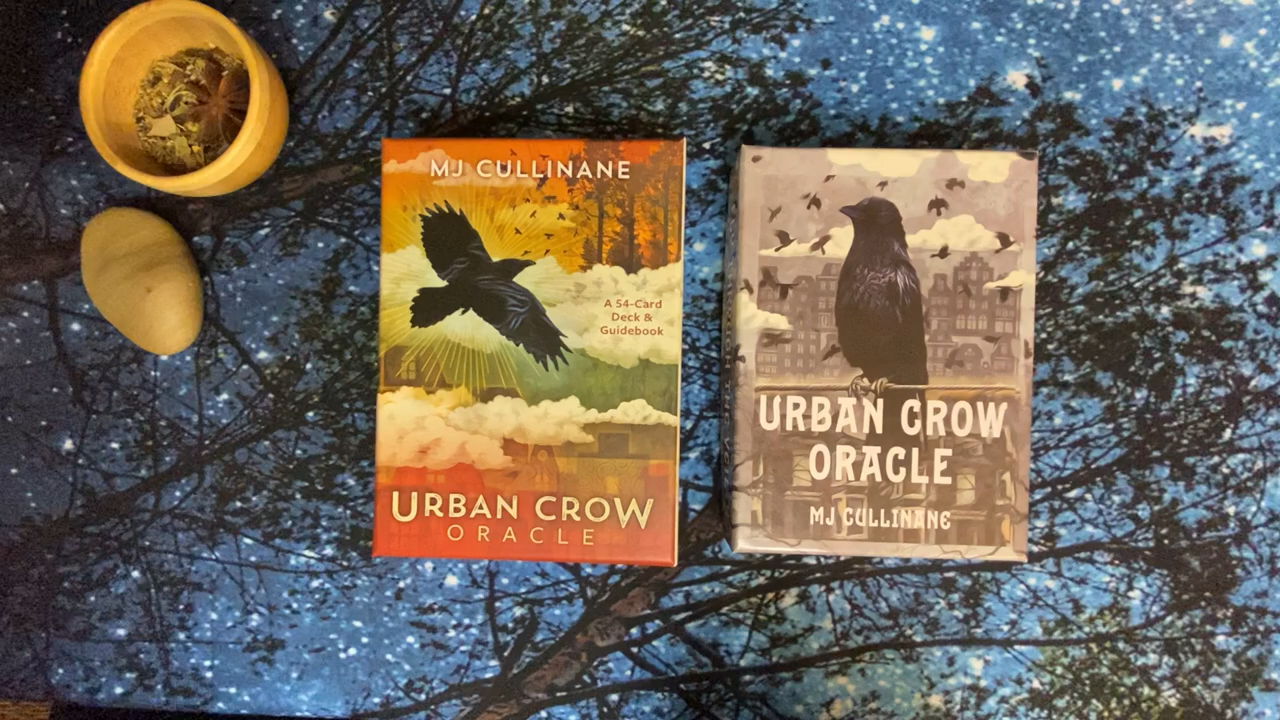 MJ CULLINANE
A 54-Card
Deck &
Guidebook
URBAN CROW
ORACLE
URBAN CROW
ORACLE
MJ CULLINANE